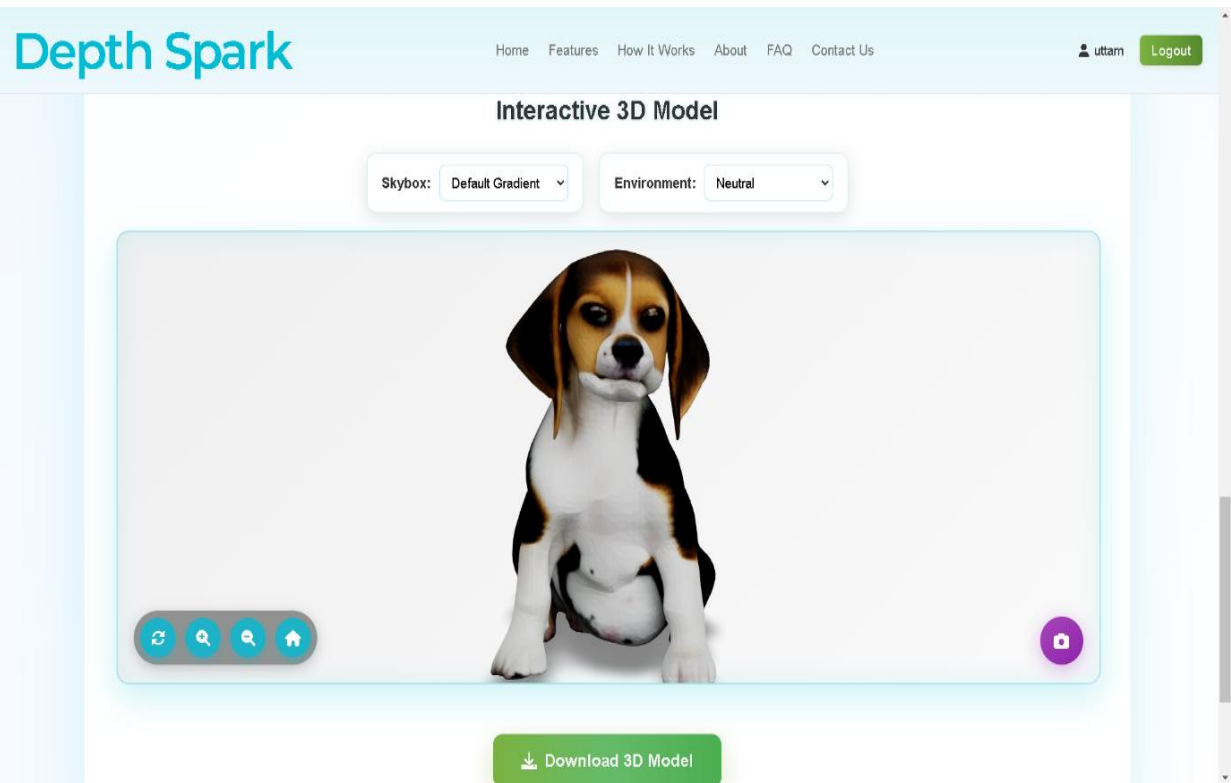 Depth Spark
Home Features How It Works About FAQ Contact Us
uttam
Logout
Interactive 3D Model
Skybox: Default Gradient
Environment: Neutral
Download 3D Model